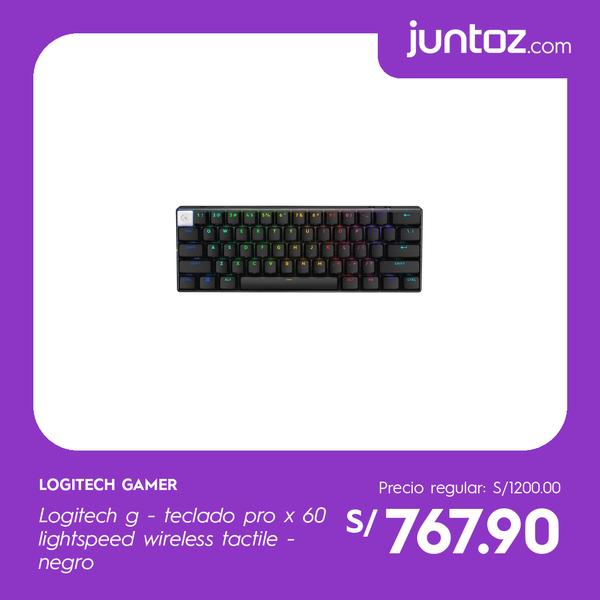 juntoz.com
LOGITECH GAMER
Logitech g - teclado pro x 60
lightspeed wireless tactile -
negro
Precio regular: S/1200.00
S/ 767.90